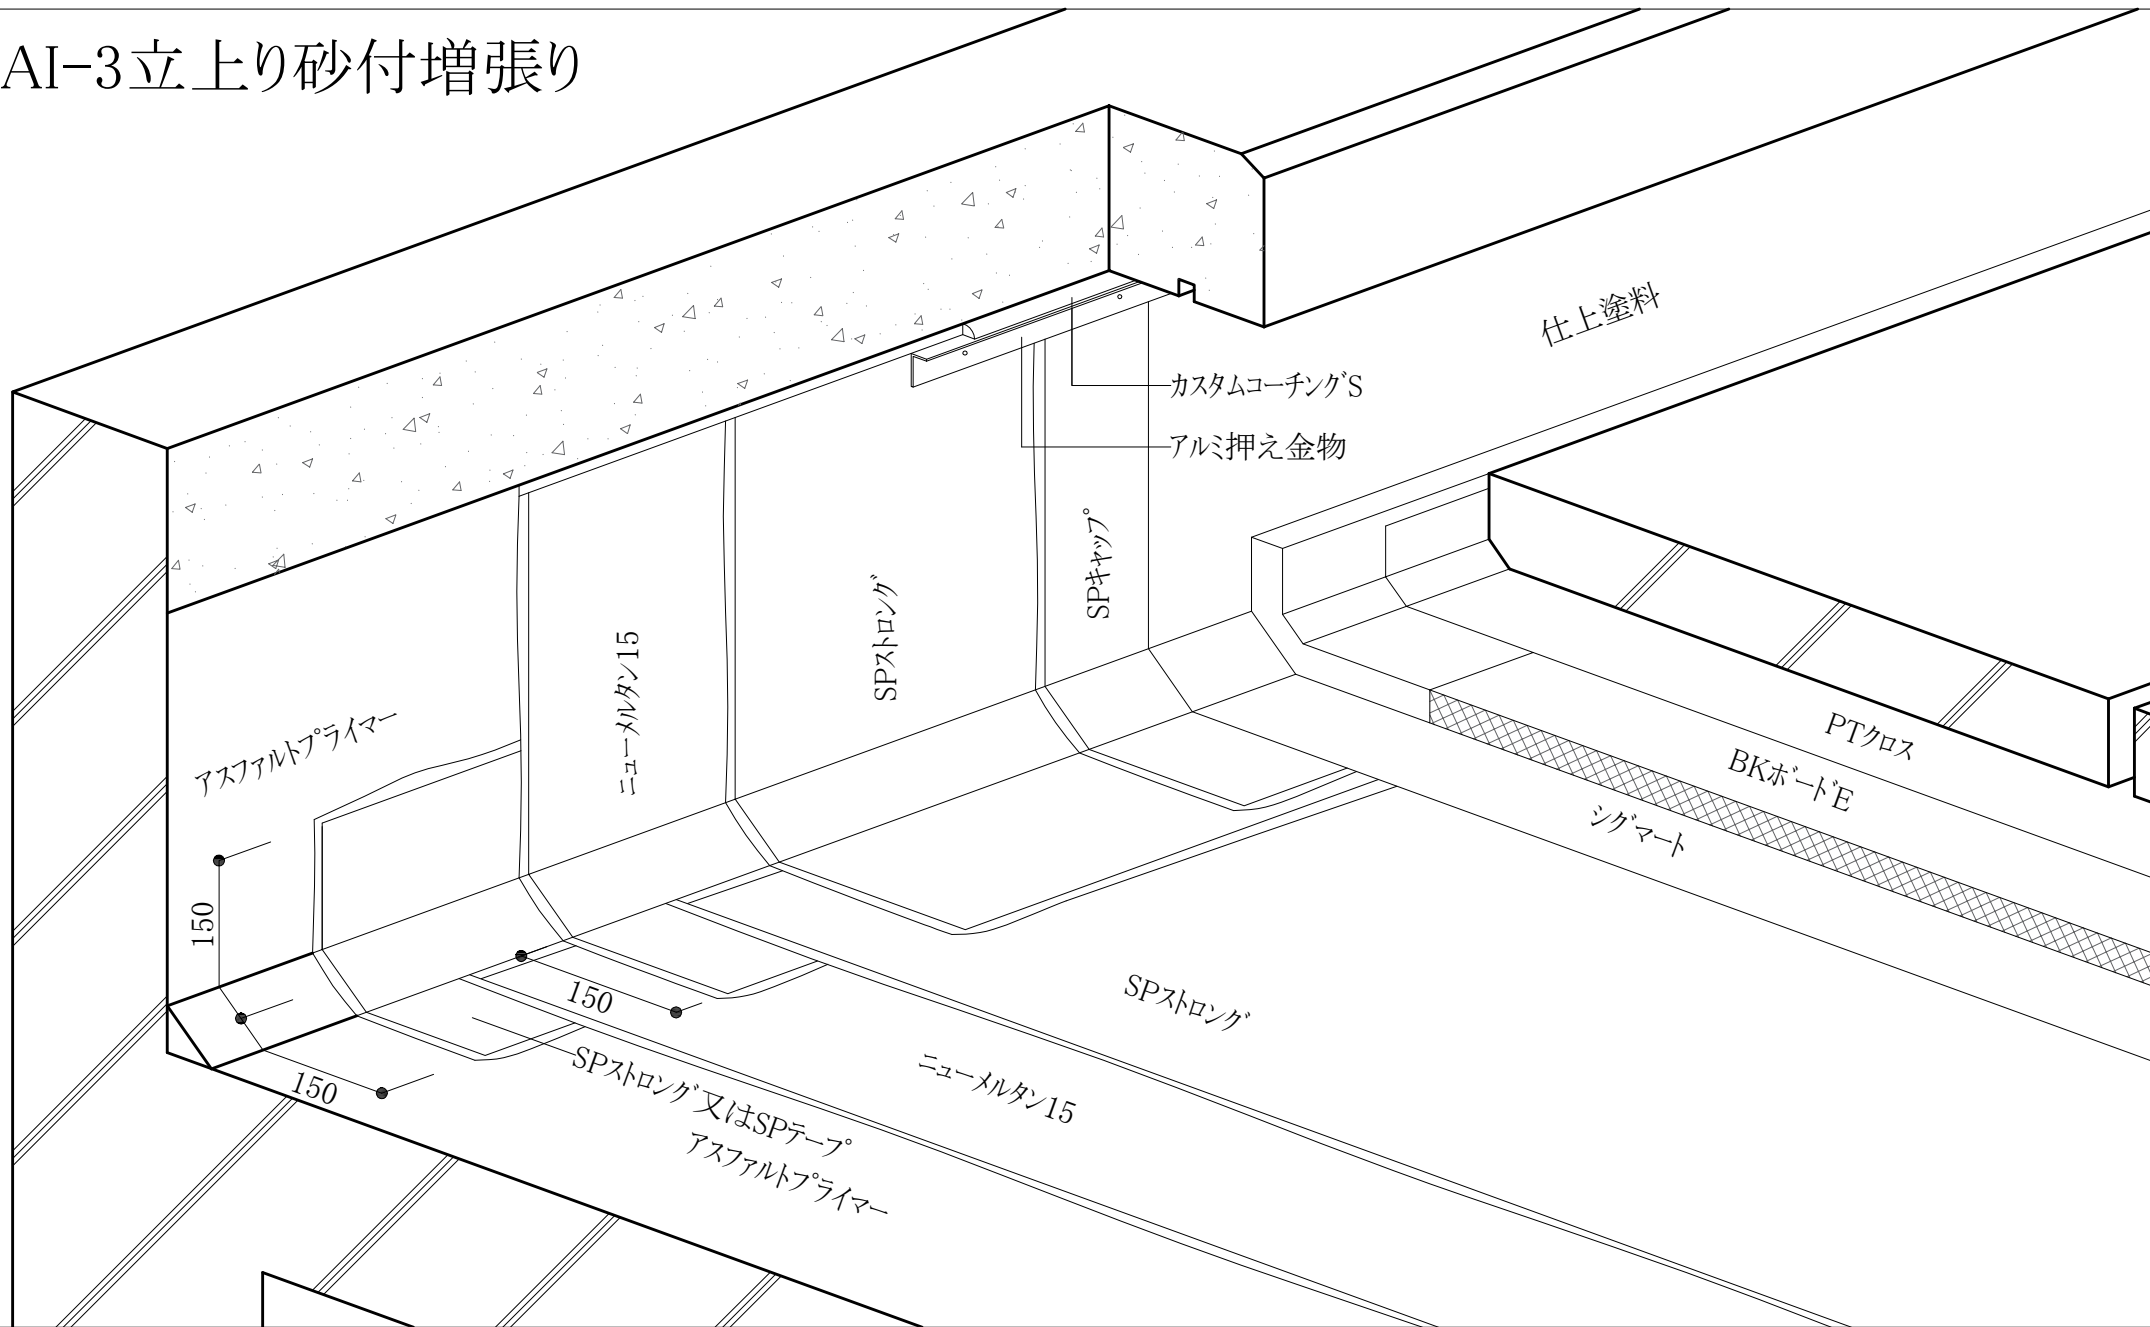 AI-3立上り砂付増張り
仕上塗料
カスタムコーチングS
アルミ押え金物
SPキャップ
SPストロング
ニューメルタン15
アスファルトプライマー
PTクロス
BKボードE
シグマート
150
150
150
SPストロング
ニューメルタン15
SPストロング又はSPテープ
アスファルトプライマー